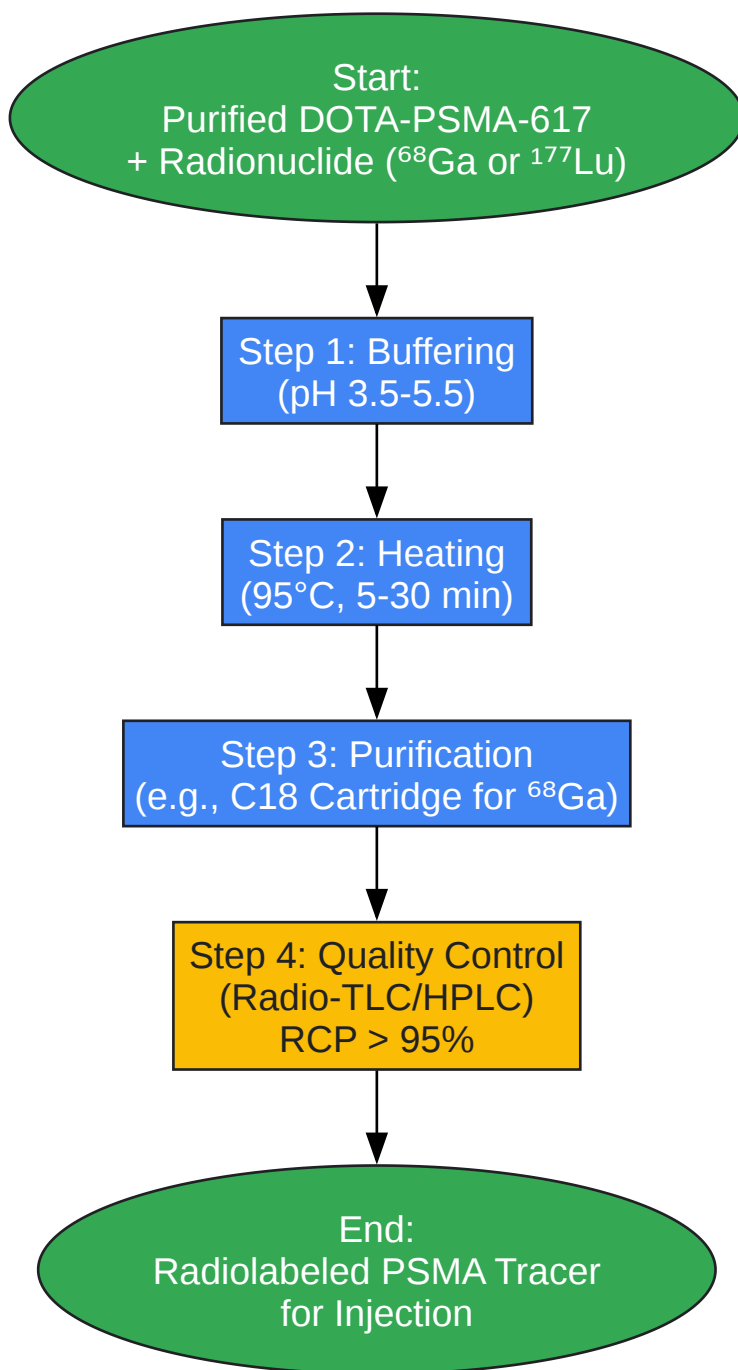 Start:
Purified DOTA-PSMA-617
+ Radionuclide (⁶⁸Ga or ¹⁷⁷Lu)
Step 1: Buffering
(pH 3.5-5.5)
Step 2: Heating
(95°C, 5-30 min)
Step 3: Purification
(e.g., C18 Cartridge for ⁶⁸Ga)
Step 4: Quality Control
(Radio-TLC/HPLC)
RCP > 95%
End:
Radiolabeled PSMA Tracer
for Injection